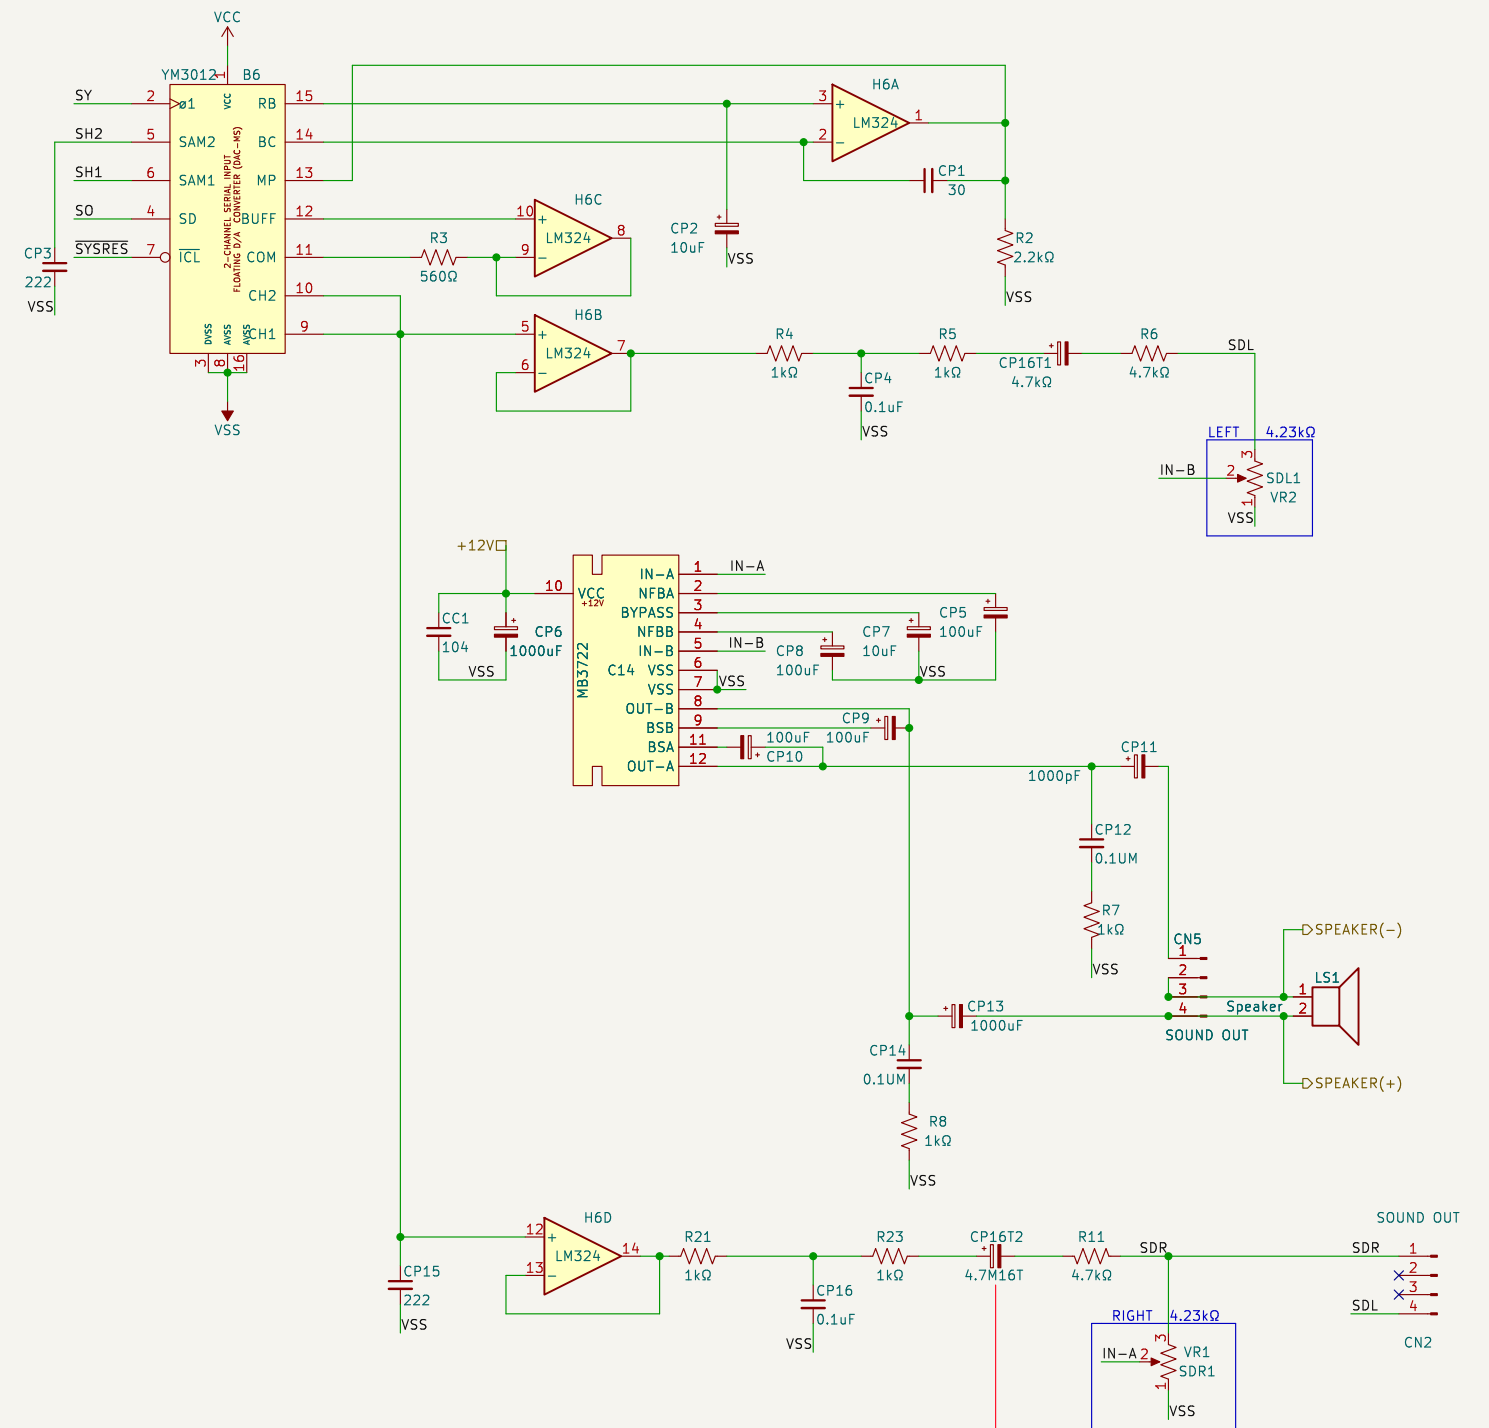 VCC
YM3012
B6
1
VCC
SY
2
ø1
SH2
5
SAM2
SH1
6
SAM1
SO
4
SD
SYSRES
7
ICL
2-CHANNEL SERIAL INPUT
FLOATING D/A CONVERTER (DAC-MS)
RB
15
BC
14
MP
13
BUFF
12
COM
11
CH2
10
CH1
9
DVSS
AVSS
AVSS
3
8
16
VSS
CP3
222
VSS
H6A
3
+
LM324
1
2
−
CP1
30
R2
2.2kΩ
VSS
CP2
10uF
+
VSS
H6C
10
+
LM324
8
9
−
R3
560Ω
H6B
5
+
LM324
7
6
−
R4
1kΩ
CP4
0.1uF
VSS
R5
1kΩ
+
CP16T1
4.7kΩ
R6
4.7kΩ
SDL
LEFT 4.23kΩ
3
IN-B
2
SDL1
VR2
1
VSS
+12V
10
VCC
+12V
CC1
104
+
CP6
1000uF
VSS
MB3722
C14
IN-A
1
IN-A
NFBA
2
BYPASS
3
NFBB
4
IN-B
5
IN-B
VSS
6
VSS
7
VSS
OUT-B
8
BSB
9
BSA
11
OUT-A
12
+
CP5
100uF
+
CP7
10uF
+
CP8
100uF
VSS
CP9
+
100uF
100uF
CP10
+
CP11
+
1000pF
CP12
0.1UM
R7
1kΩ
VSS
CN5
1
2
3
4
Speaker
SOUND OUT
SPEAKER(-)
LS1
1
2
SPEAKER(+)
+
CP13
1000uF
CP14
0.1UM
R8
1kΩ
VSS
H6D
12
+
LM324
14
13
−
CP15
222
VSS
R21
1kΩ
CP16
0.1uF
VSS
R23
1kΩ
CP16T2
+
4.7M16T
R11
4.7kΩ
SDR
SOUND OUT
SDR
1
2
3
SDL
4
CN2
RIGHT 4.23kΩ
3
IN-A
2
VR1
SDR1
1
VSS